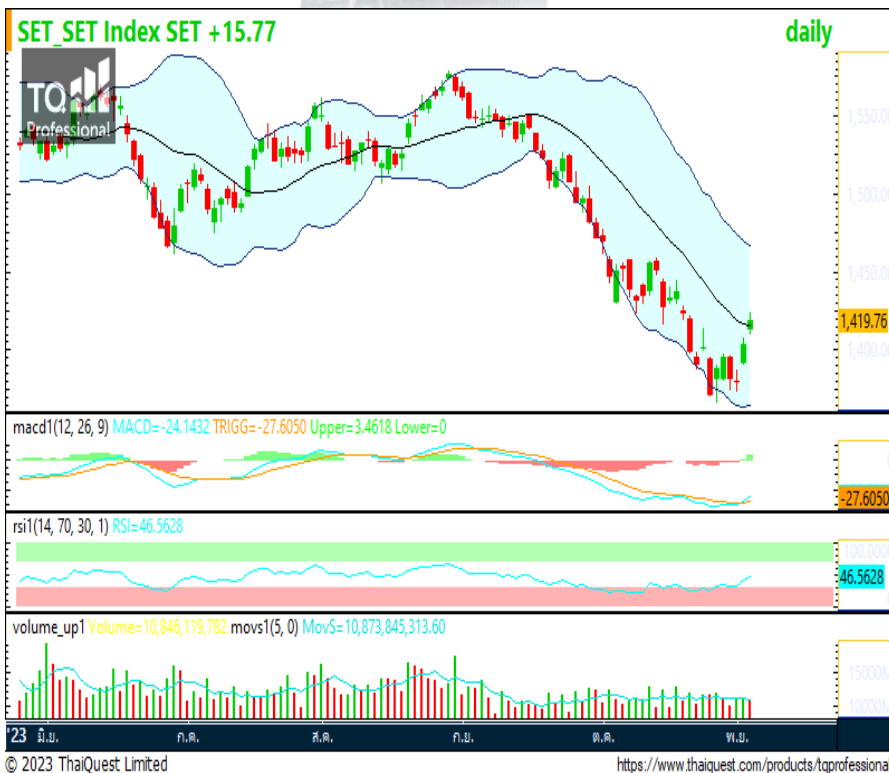 SET_SET Index SET +15.77 daily
TQ
Professional
1,550.00
1,500.00
1,450.00
1,419.76
1,400.00
macd1(12, 26, 9) MACD=-24.1432 TRIGG=-27.6050 Upper=3.4618 Lower=0
0
-27.6050
rsi1(14, 70, 30, 1) RSI=46.5628
100.0000
46.5628
volume_up1 Volume=10,846,119,782 movs1(5, 0) MovS=10,873,845,313.60
15000M
10000M
'23 มิ.ย. ก.ค. ส.ค. ก.ย. ต.ค. พ.ย.
© 2023 ThaiQuest Limited https://www.thaiquest.com/products/tqprofessiona